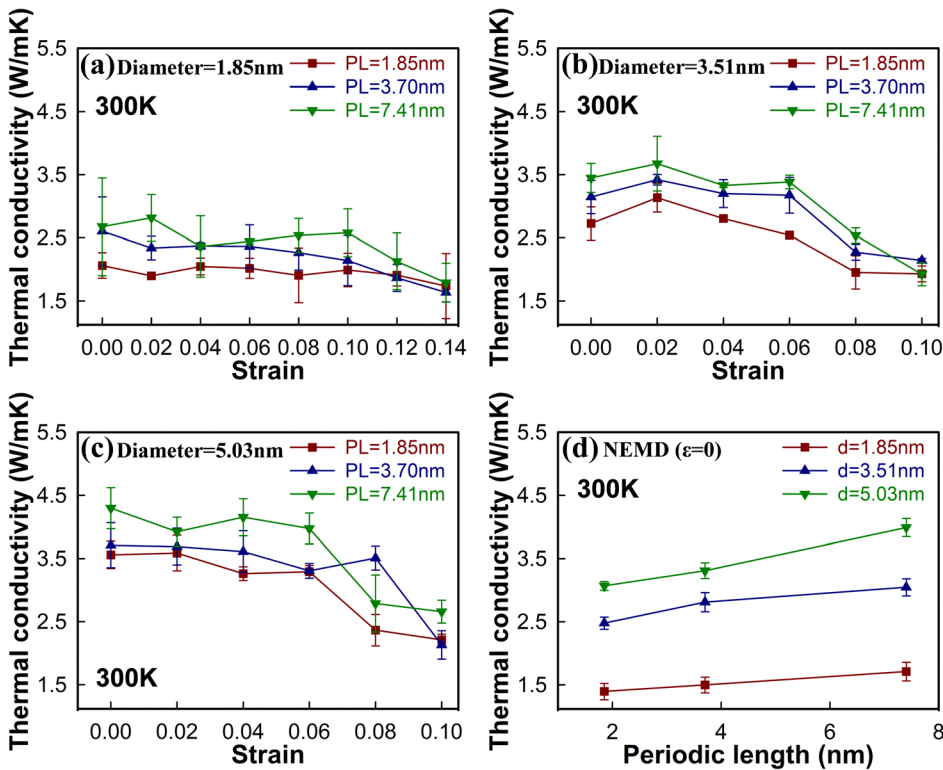 (a) Diameter=1.85nm
300K
PL=1.85nm
PL=3.70nm
PL=7.41nm
Thermal conductivity (W/mK)
5.5
4.5
3.5
2.5
1.5
0.00 0.02 0.04 0.06 0.08 0.10 0.12 0.14
Strain
(b) Diameter=3.51nm
300K
PL=1.85nm
PL=3.70nm
PL=7.41nm
Thermal conductivity (W/mK)
5.5
4.5
3.5
2.5
1.5
0.00 0.02 0.04 0.06 0.08 0.10
Strain
(c) Diameter=5.03nm
PL=1.85nm
PL=3.70nm
PL=7.41nm
300K
Thermal conductivity (W/mK)
5.5
4.5
3.5
2.5
1.5
0.00 0.02 0.04 0.06 0.08 0.10
Strain
(d) NEMD (ε=0)
300K
d=1.85nm
d=3.51nm
d=5.03nm
Thermal conductivity (W/mK)
5.5
4.5
3.5
2.5
1.5
2 4 6 8
Periodic length (nm)